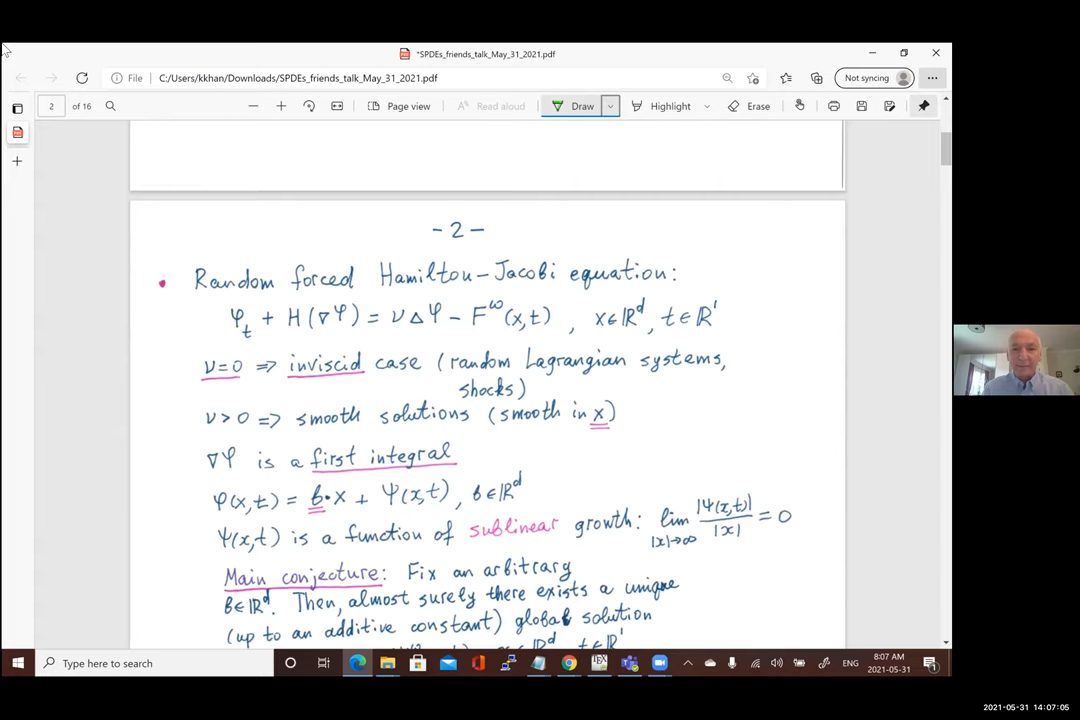 *SPDEs_friends_talk_May_31_2021.pdf
File C:/Users/kkhan/Downloads/SPDEs_friends_talk_May_31_2021.pdf Not syncing
2 of 16 Page view Read aloud Draw Highlight Erase
- 2 -
• Random forced Hamilton-Jacobi equation:
φ_t + H(∇φ) = ν Δφ - F^ω(x,t) , x∈ℝ^d, t∈ℝ^1
ν=0 => inviscid case (random Lagrangian systems,
shocks)
ν>0 => smooth solutions (smooth in x)
∇φ is a first integral
φ(x,t) = b·x + ψ(x,t), b∈ℝ^d
ψ(x,t) is a function of sublinear growth: lim_{|x|→∞} |ψ(x,t)|/|x| = 0
Main conjecture: Fix an arbitrary
b∈ℝ^d. Then, almost surely there exists a unique
(up to an additive constant) global solution
Type here to search
ENG
8:07 AM
2021-05-31
2021-05-31 14:07:05